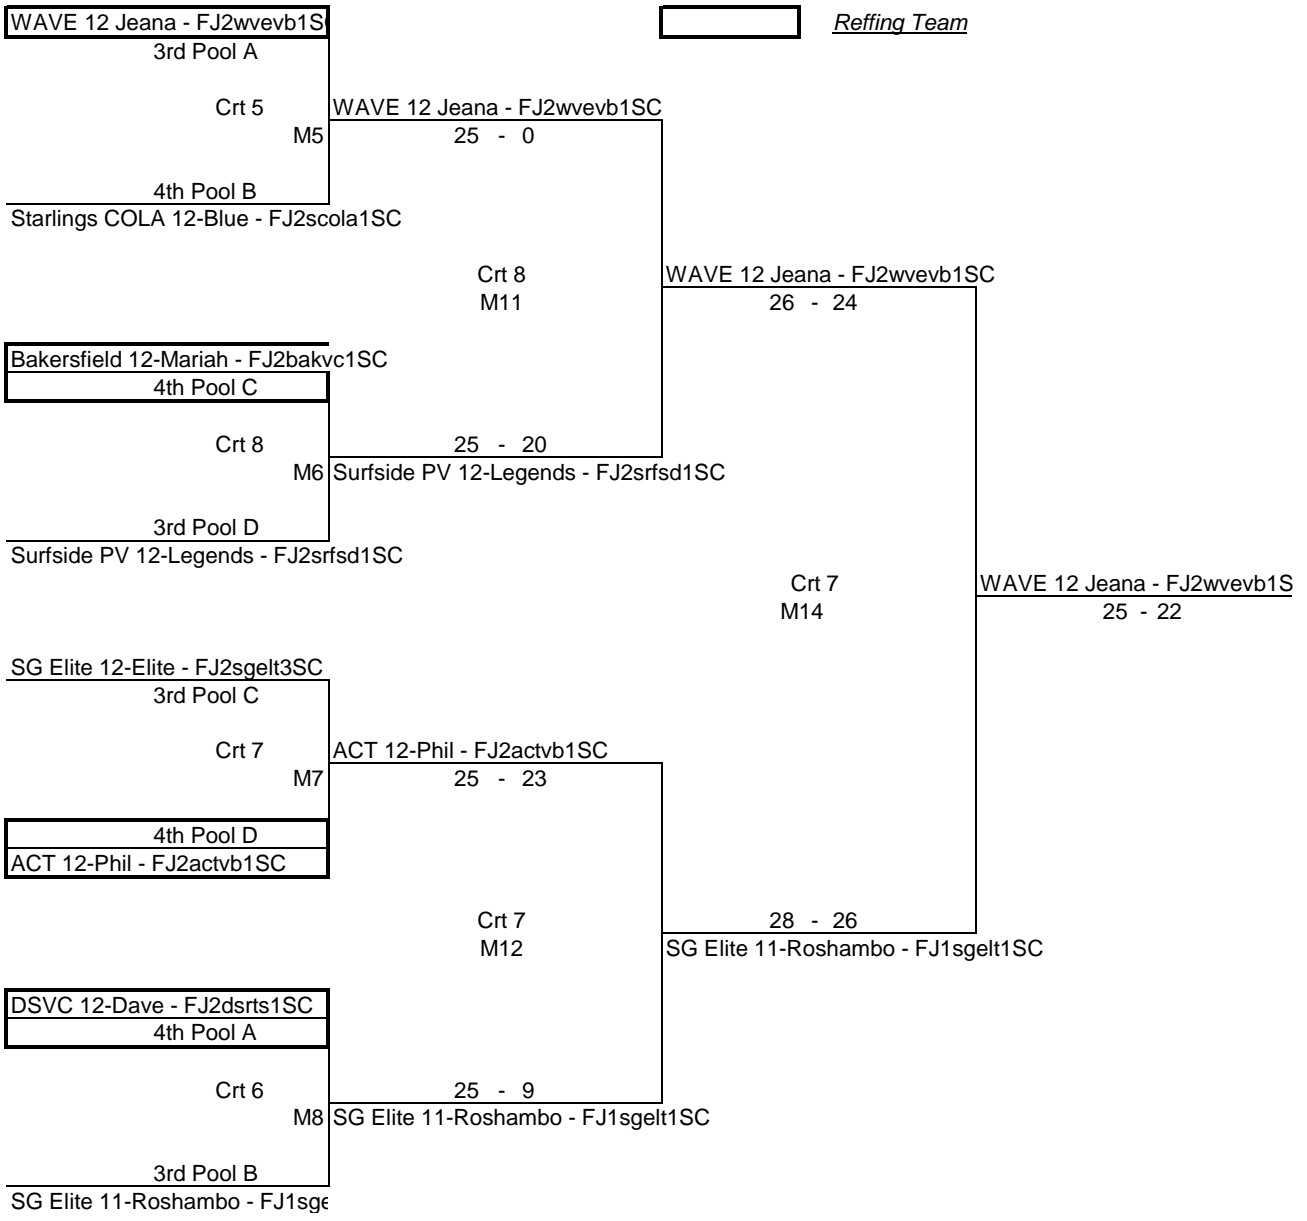 WAVE 12 Jeana - FJ2wvevb1S
Reffing Team
3rd Pool A
Crt 5
WAVE 12 Jeana - FJ2wvevb1SC
M5
25 - 0
4th Pool B
Starlings COLA 12-Blue - FJ2scola1SC
Crt 8
WAVE 12 Jeana - FJ2wvevb1SC
M11
26 - 24
Bakersfield 12-Mariah - FJ2bakvc1SC
4th Pool C
Crt 8
25 - 20
M6
Surfside PV 12-Legends - FJ2srfsd1SC
3rd Pool D
Surfside PV 12-Legends - FJ2srfsd1SC
Crt 7
WAVE 12 Jeana - FJ2wvevb1S
M14
25 - 22
SG Elite 12-Elite - FJ2sgelt3SC
3rd Pool C
Crt 7
ACT 12-Phil - FJ2actvb1SC
M7
25 - 23
4th Pool D
ACT 12-Phil - FJ2actvb1SC
Crt 7
28 - 26
M12
SG Elite 11-Roshambo - FJ1sgelt1SC
DSVC 12-Dave - FJ2dsrts1SC
4th Pool A
Crt 6
25 - 9
M8
SG Elite 11-Roshambo - FJ1sgelt1SC
3rd Pool B
SG Elite 11-Roshambo - FJ1sge